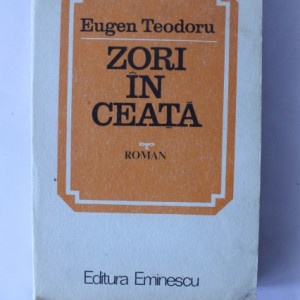 Eugen Teodoru
ZORI
ÎN
CEAȚĂ
ROMAN
Editura Eminescu